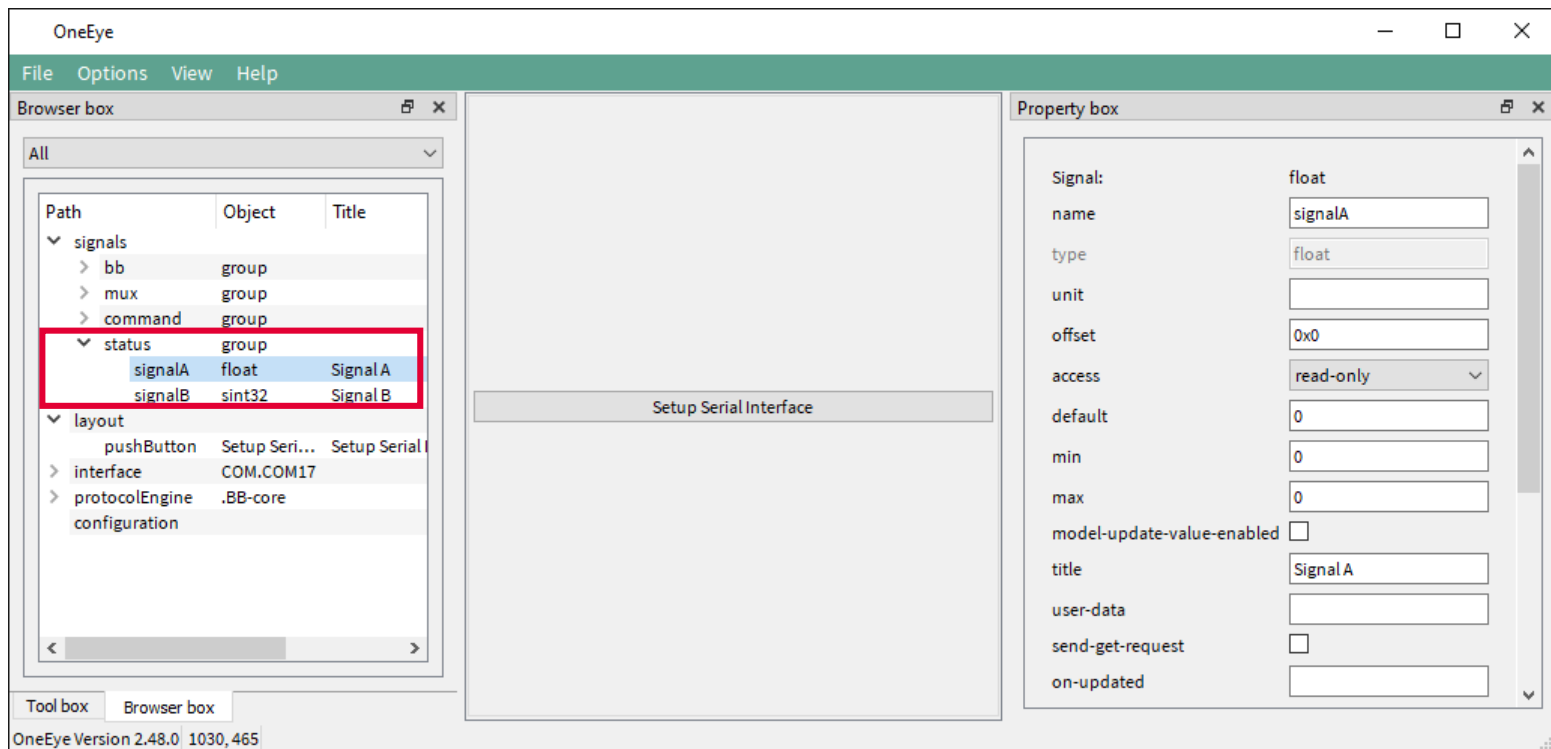 OneEye
File Options View Help
Browser box
All
Path Object Title
signals
bb group
mux group
command group
status group
signalA float Signal A
signalB sint32 Signal B
layout
pushButton Setup Seri... Setup Serial I
interface COM.COM17
protocolEngine .BB-core
configuration
Tool box Browser box
OneEye Version 2.48.0 1030, 465
Setup Serial Interface
Property box
Signal: float
name signalA
type float
unit
offset 0x0
access read-only
default 0
min 0
max 0
model-update-value-enabled
title Signal A
user-data
send-get-request
on-updated